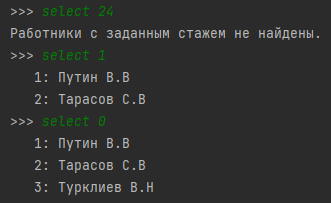 >>> select 24
Работники с заданным стажем не найдены.
>>> select 1
1: Путин В.В
2: Тарасов С.В
>>> select 0
1: Путин В.В
2: Тарасов С.В
3: Турклиев В.Н